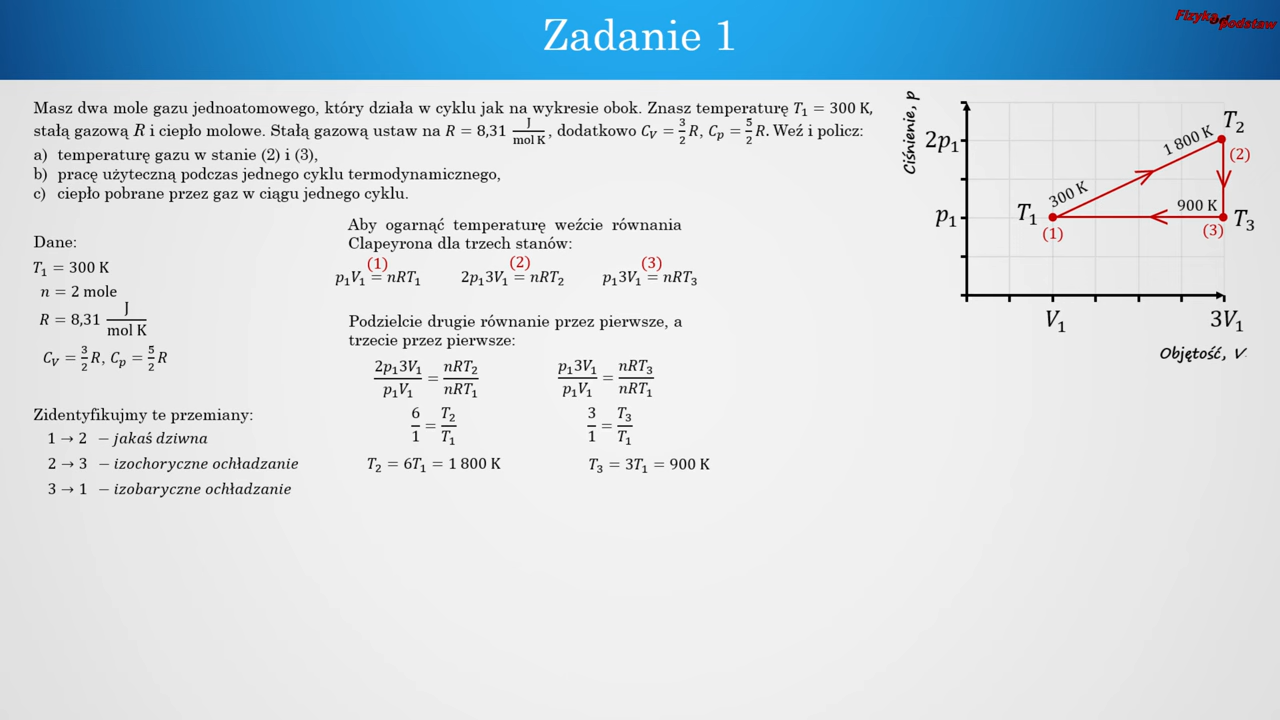 Zadanie 1
Fizyka od podstaw
Masz dwa mole gazu jednoatomowego, który działa w cyklu jak na wykresie obok. Znasz temperaturę T₁ = 300 K,
stałą gazową R i ciepło molowe. Stałą gazową ustaw na R = 8,31 J/(mol K), dodatkowo C_V = 3/2 R, C_p = 5/2 R. Weź i policz:
a) temperaturę gazu w stanie (2) i (3),
b) pracę użyteczną podczas jednego cyklu termodynamicznego,
c) ciepło pobrane przez gaz w ciągu jednego cyklu.
Dane:
T₁ = 300 K
n = 2 mole
R = 8,31 J/(mol K)
C_V = 3/2 R, C_p = 5/2 R
Zidentyfikujmy te przemiany:
1 → 2 – jakaś dziwna
2 → 3 – izochoryczne ochładzanie
3 → 1 – izobaryczne ochładzanie
Aby ogarnąć temperaturę weźcie równania
Clapeyrona dla trzech stanów:
(1) (2) (3)
p₁V₁ = nRT₁ 2p₁3V₁ = nRT₂ p₁3V₁ = nRT₃
Podzielcie drugie równanie przez pierwsze, a
trzecie przez pierwsze:
2p₁3V₁/p₁V₁ = nRT₂/nRT₁ p₁3V₁/p₁V₁ = nRT₃/nRT₁
6/1 = T₂/T₁ 3/1 = T₃/T₁
T₂ = 6T₁ = 1 800 K T₃ = 3T₁ = 900 K
Ciśnienie, p
2p₁
p₁
T₂
1 800 K
(2)
300 K
T₁
(1)
900 K
T₃
(3)
V₁ 3V₁
Objętość, V